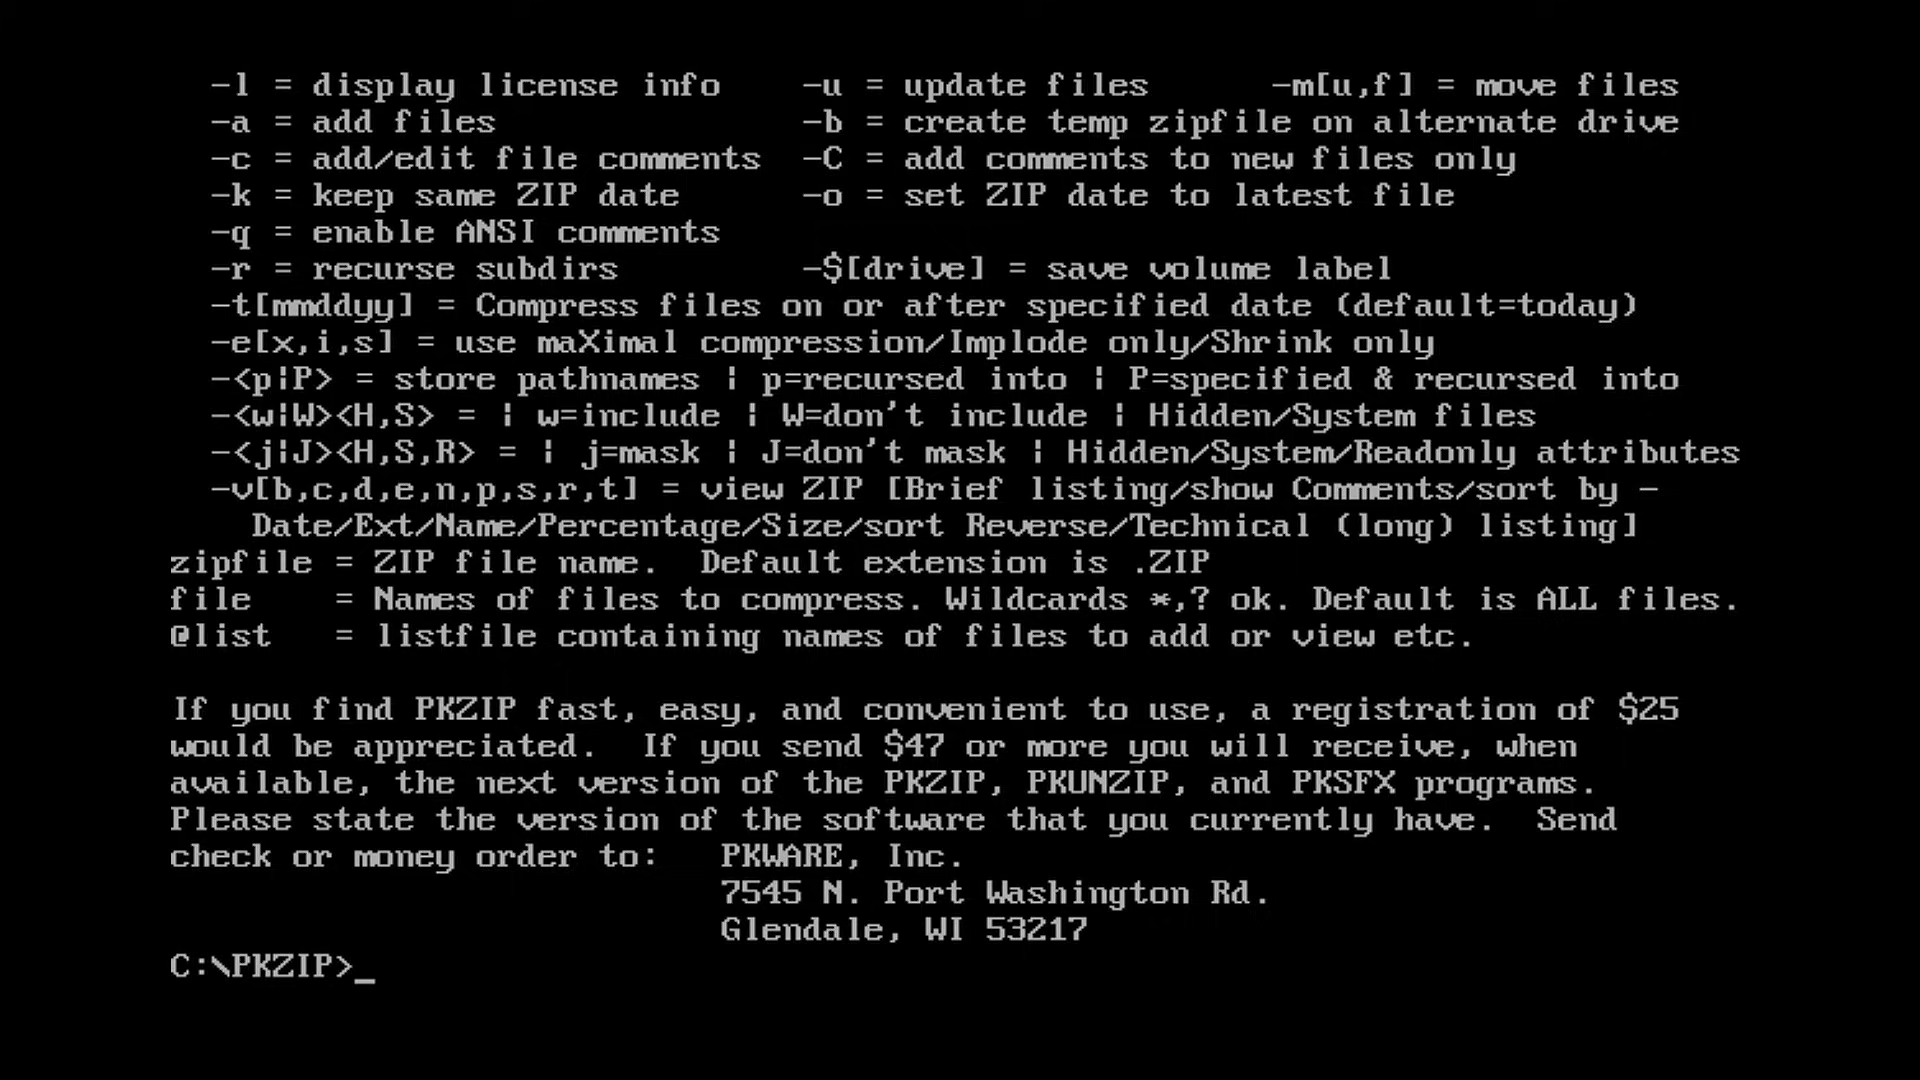 -l = display license info    -u = update files      -m[u,f] = move files
-a = add files               -b = create temp zipfile on alternate drive
-c = add/edit file comments  -C = add comments to new files only
-k = keep same ZIP date      -o = set ZIP date to latest file
-q = enable ANSI comments
-r = recurse subdirs         -$[drive] = save volume label
-t[mmddyy] = Compress files on or after specified date (default=today)
-e[x,i,s] = use maXimal compression/Implode only/Shrink only
-<p¦P> = store pathnames ¦ p=recursed into ¦ P=specified & recursed into
-<w¦W><H,S> = ¦ w=include ¦ W=don't include ¦ Hidden/System files
-<j¦J><H,S,R> = ¦ j=mask ¦ J=don't mask ¦ Hidden/System/Readonly attributes
-v[b,c,d,e,n,p,s,r,t] = view ZIP [Brief listing/show Comments/sort by -
Date/Ext/Name/Percentage/Size/sort Reverse/Technical (long) listing]
zipfile = ZIP file name.  Default extension is .ZIP
file    = Names of files to compress. Wildcards *,? ok. Default is ALL files.
@list   = listfile containing names of files to add or view etc.
If you find PKZIP fast, easy, and convenient to use, a registration of $25
would be appreciated.  If you send $47 or more you will receive, when
available, the next version of the PKZIP, PKUNZIP, and PKSFX programs.
Please state the version of the software that you currently have.  Send
check or money order to:   PKWARE, Inc.
7545 N. Port Washington Rd.
Glendale, WI 53217
C:\PKZIP>_